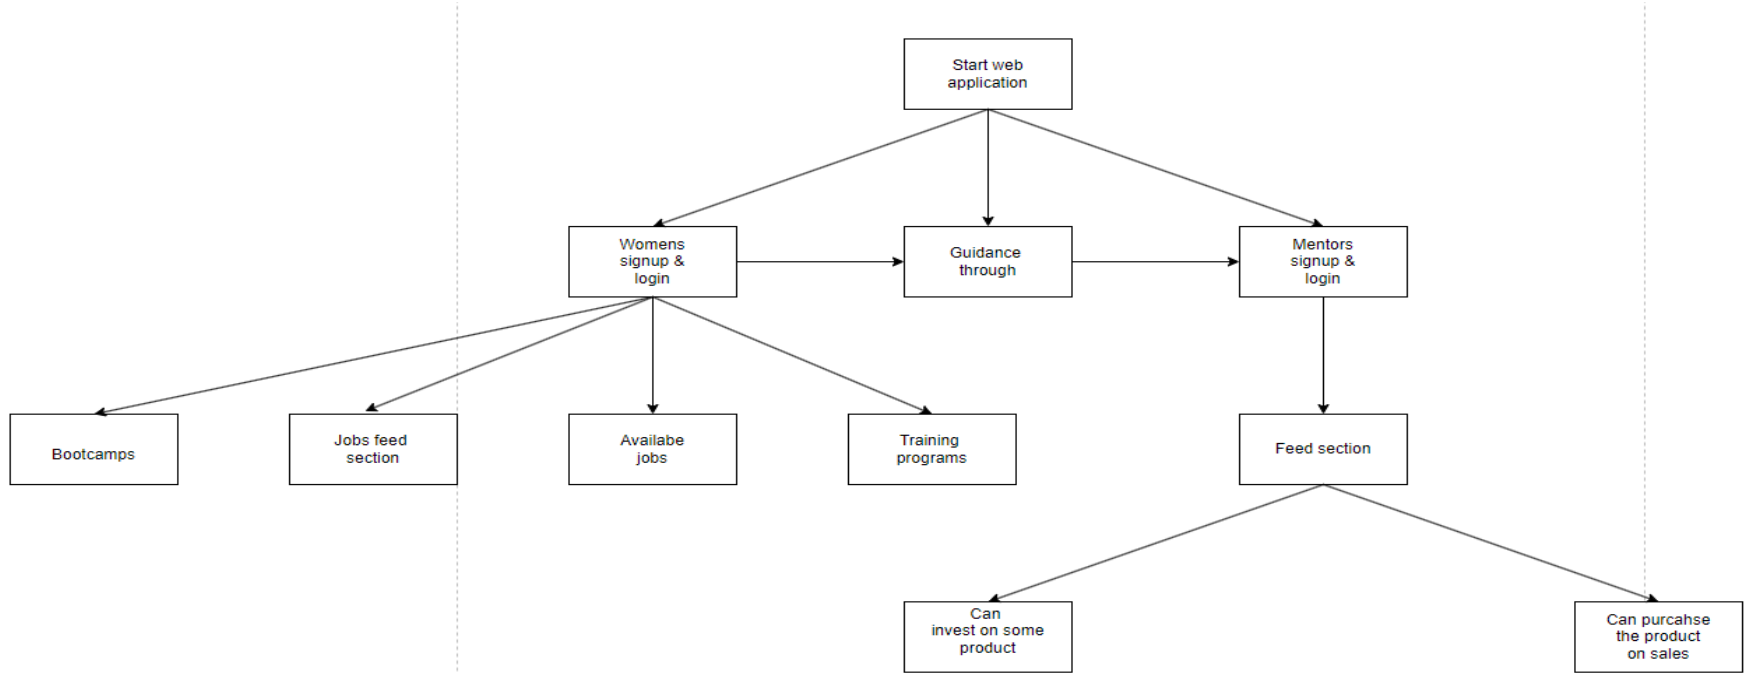 Start web
application
Womens
signup &
login
Guidance
through
Mentors
signup &
login
Bootcamps
Jobs feed
section
Availabe
jobs
Training
programs
Feed section
Can
invest on some
product
Can purcahse
the product
on sales